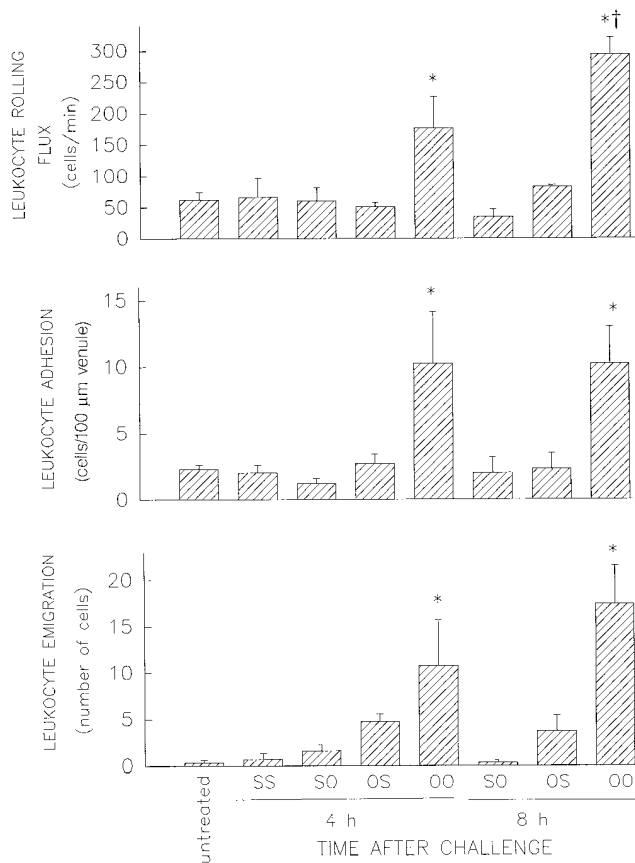 LEUKOCYTE ROLLING
FLUX
(cells/min)
300
250
200
150
100
50
0
*
*†
LEUKOCYTE ADHESION
(cells/100 µm venule)
15
10
5
0
*
*
LEUKOCYTE EMIGRATION
(number of cells)
20
15
10
5
0
*
*
untreated
SS SO OS OO SO OS OO
4 h 8 h
TIME AFTER CHALLENGE